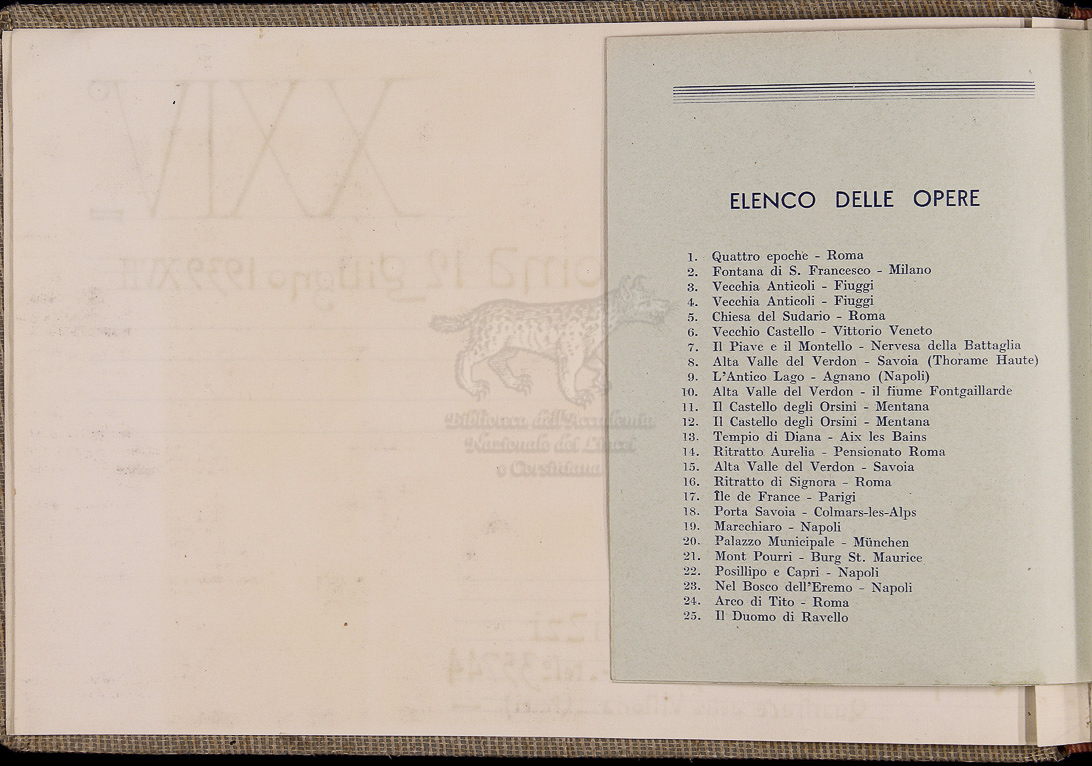 ELENCO DELLE OPERE
1. Quattro epoche - Roma
2. Fontana di S. Francesco - Milano
3. Vecchia Anticoli - Fiuggi
4. Vecchia Anticoli - Fiuggi
5. Chiesa del Sudario - Roma
6. Vecchio Castello - Vittorio Veneto
7. Il Piave e il Montello - Nervesa della Battaglia
8. Alta Valle del Verdon - Savoia (Thorame Haute)
9. L'Antico Lago - Agnano (Napoli)
10. Alta Valle del Verdon - il fiume Fontgaillarde
11. Il Castello degli Orsini - Mentana
12. Il Castello degli Orsini - Mentana
13. Tempio di Diana - Aix les Bains
14. Ritratto Aurelia - Pensionato Roma
15. Alta Valle del Verdon - Savoia
16. Ritratto di Signora - Roma
17. Île de France - Parigi
18. Porta Savoia - Colmars-les-Alps
19. Marechiaro - Napoli
20. Palazzo Municipale - München
21. Mont Pourri - Burg St. Maurice
22. Posillipo e Capri - Napoli
23. Nel Bosco dell'Eremo - Napoli
24. Arco di Tito - Roma
25. Il Duomo di Ravello
XXIV
oma 12 giugno 1939 XVII
Biblioteca dell'Accademia
Nazionale dei Lincei
e Corsiniana